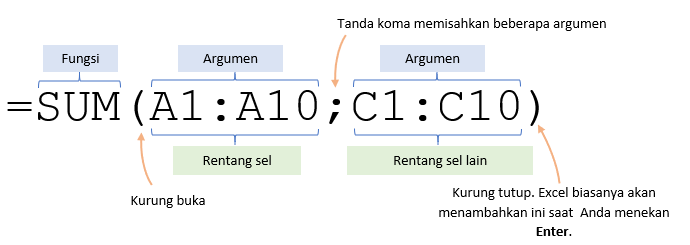 Tanda koma memisahkan beberapa argumen
Fungsi
Argumen
Argumen
=SUM(A1:A10;C1:C10)
Rentang sel
Rentang sel lain
Kurung buka
Kurung tutup. Excel biasanya akan
menambahkan ini saat Anda menekan
Enter.